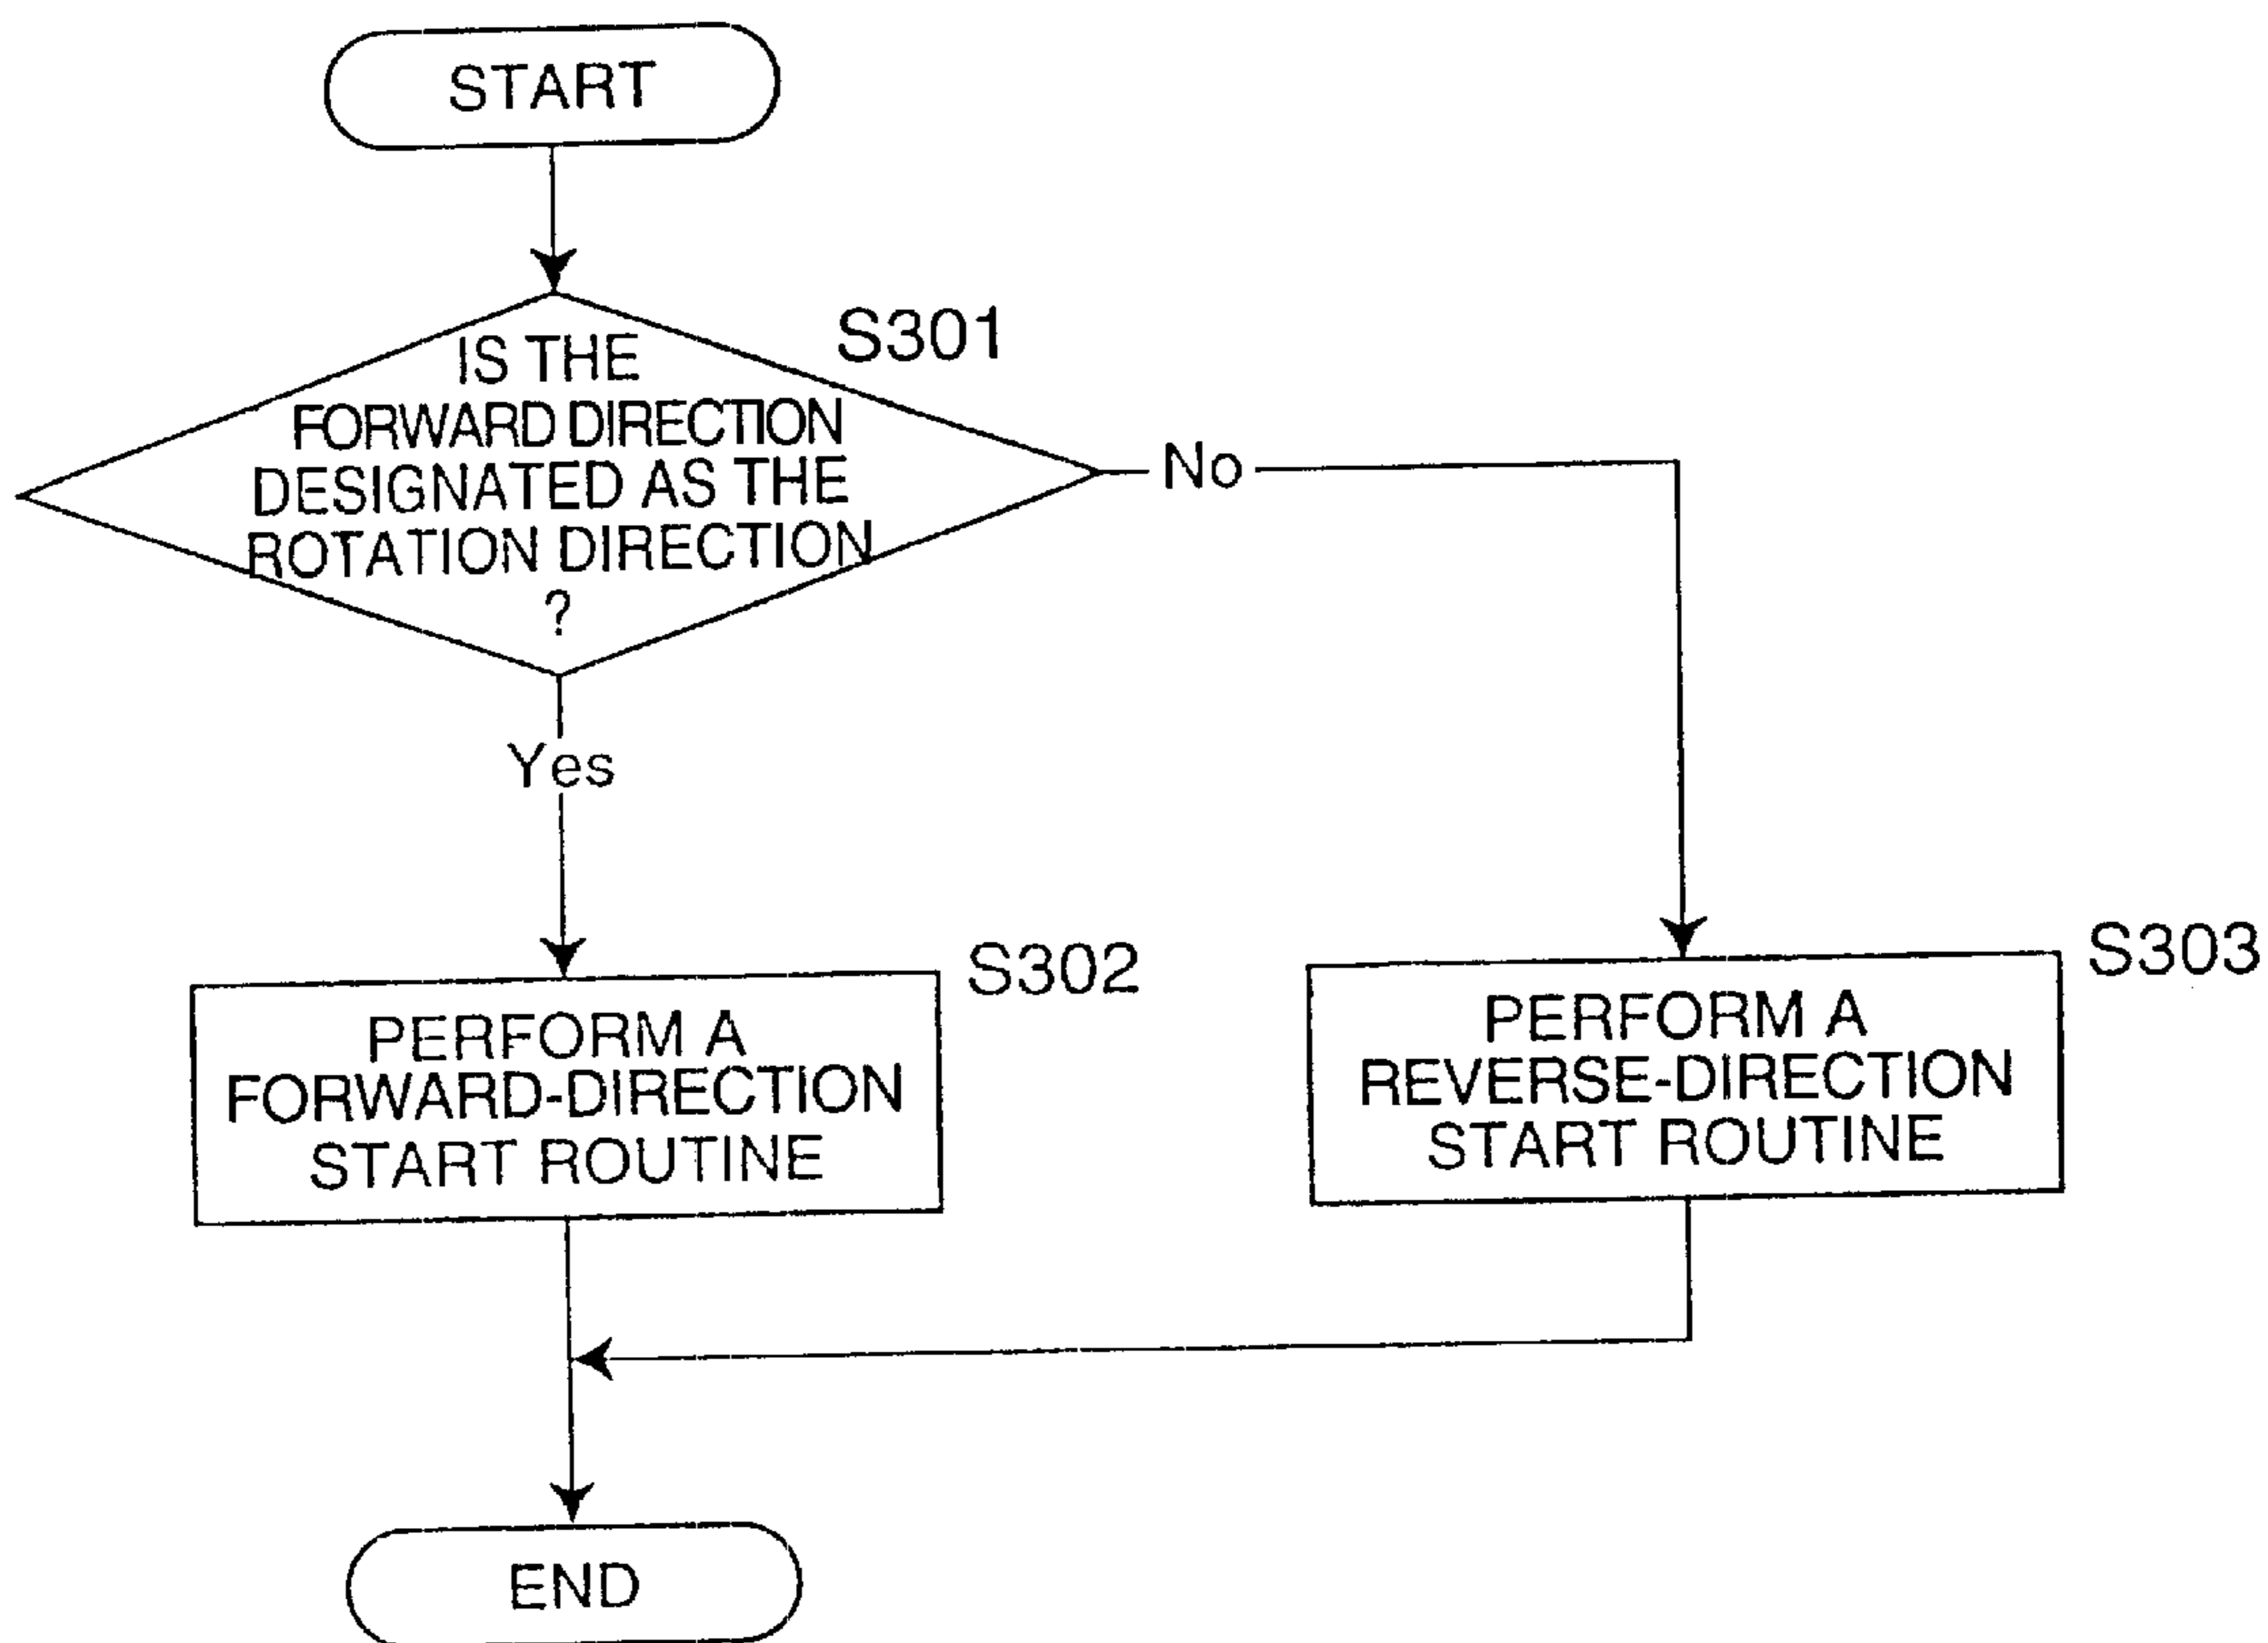 START
S301
IS THE
FORWARD DIRECTION
DESIGNATED AS THE
ROTATION DIRECTION
?
No
Yes
S302
PERFORM A
FORWARD-DIRECTION
START ROUTINE
S303
PERFORM A
REVERSE-DIRECTION
START ROUTINE
END